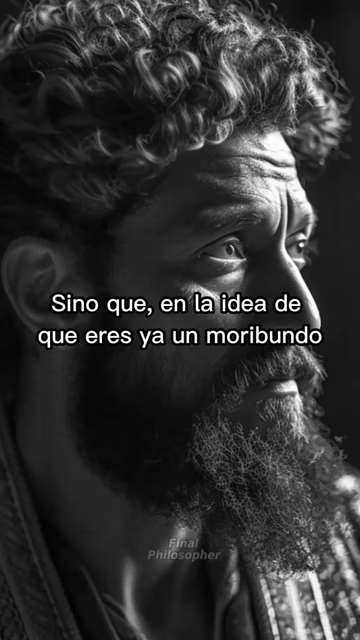 Sino que, en la idea de
que eres ya un moribundo
Final
Philosopher